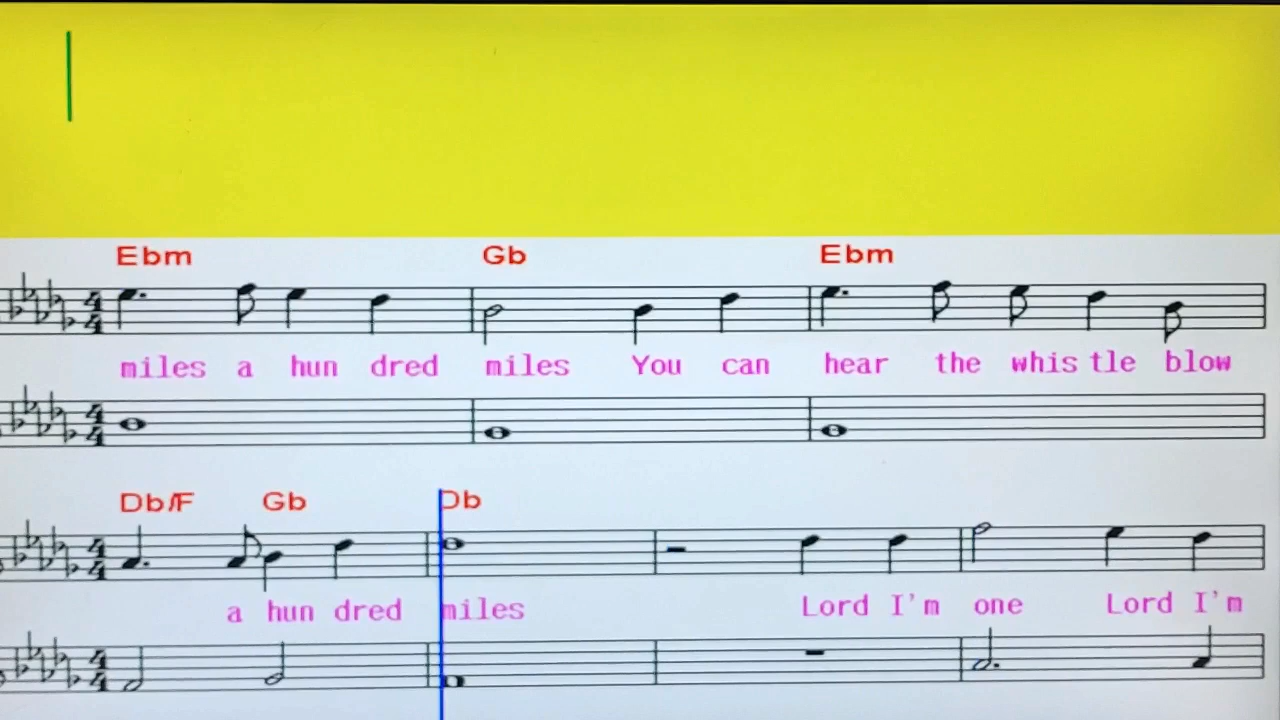 Ebm Gb Ebm
miles a hun dred miles You can hear the whis tle blow
Db/F Gb Db
a hun dred miles Lord I'm one Lord I'm